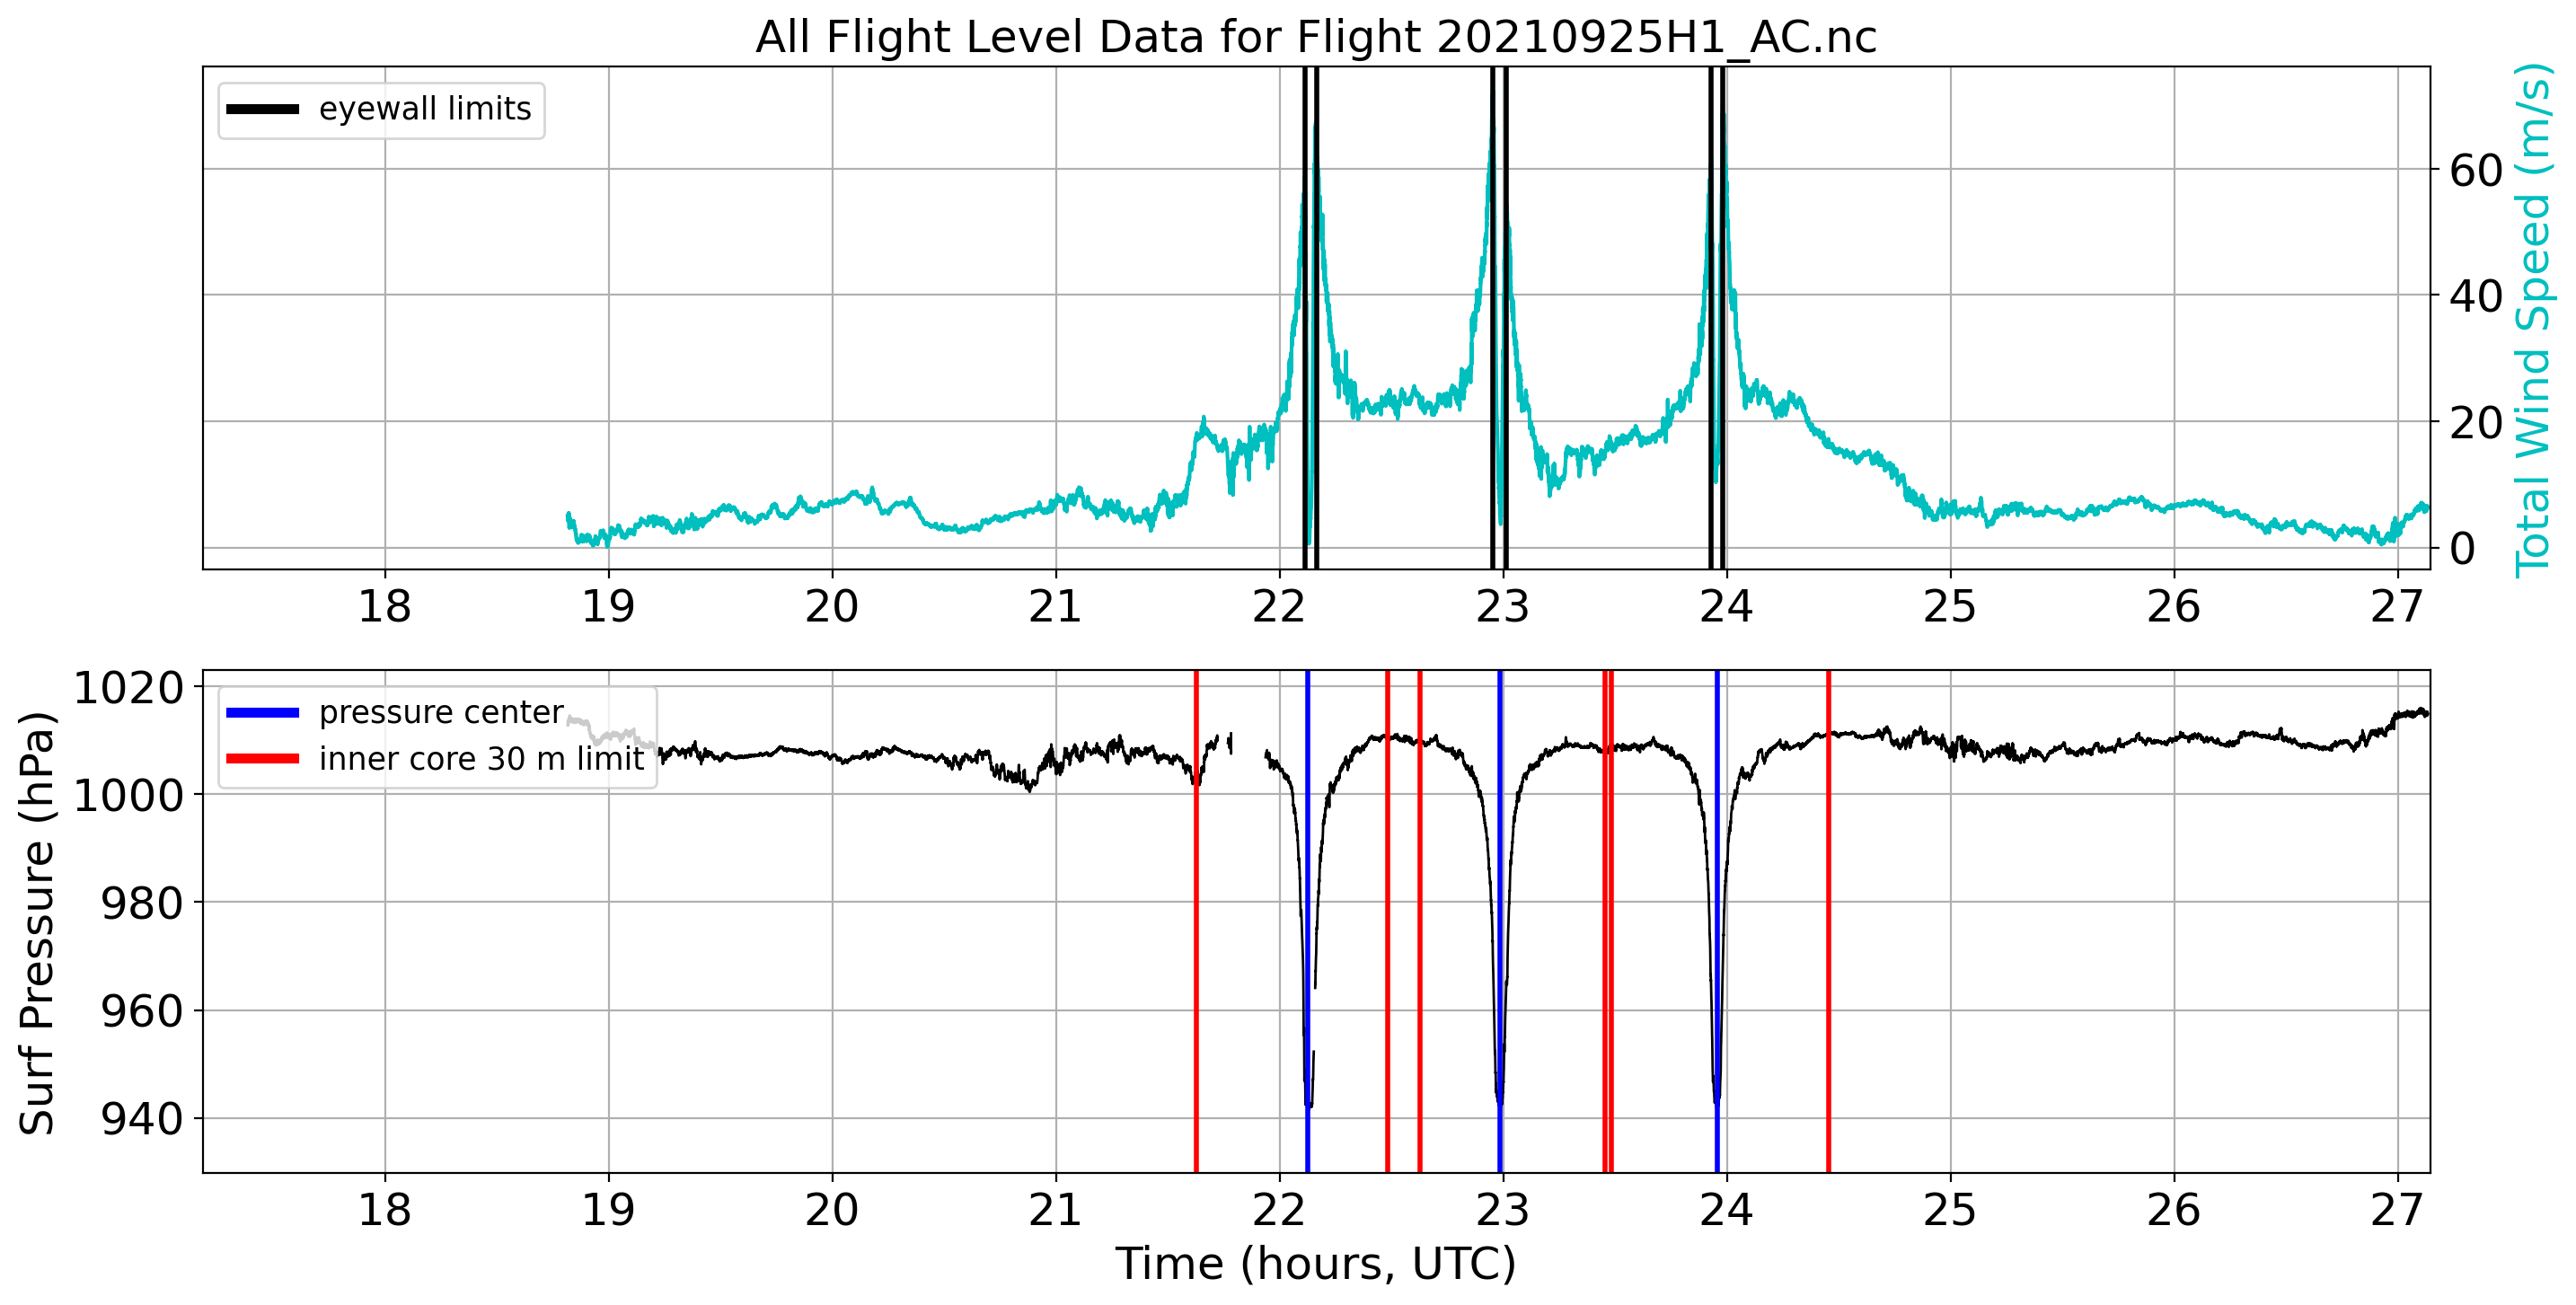 All Flight Level Data for Flight 20210925H1_AC.nc
eyewall limits
60
40
20
0
Total Wind Speed (m/s)
18 19 20 21 22 23 24 25 26 27
1020
1000
980
960
940
Surf Pressure (hPa)
pressure center
inner core 30 m limit
18 19 20 21 22 23 24 25 26 27
Time (hours, UTC)